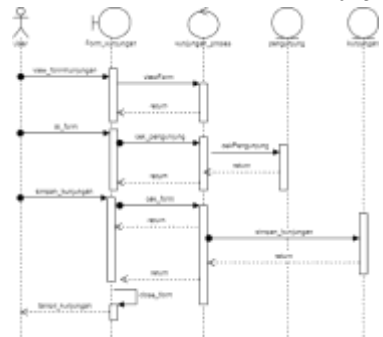 user
Form_kunjungan
kunjungan_proses
pengunjung
kunjungan
view_formkunjungan
viewForm
return
isi_form
cek_pengunjung
cekPengunjung
return
return
simpan_kunjungan
cek_form
return
simpan_kunjungan
return
return
close_form
tampil_kunjungan